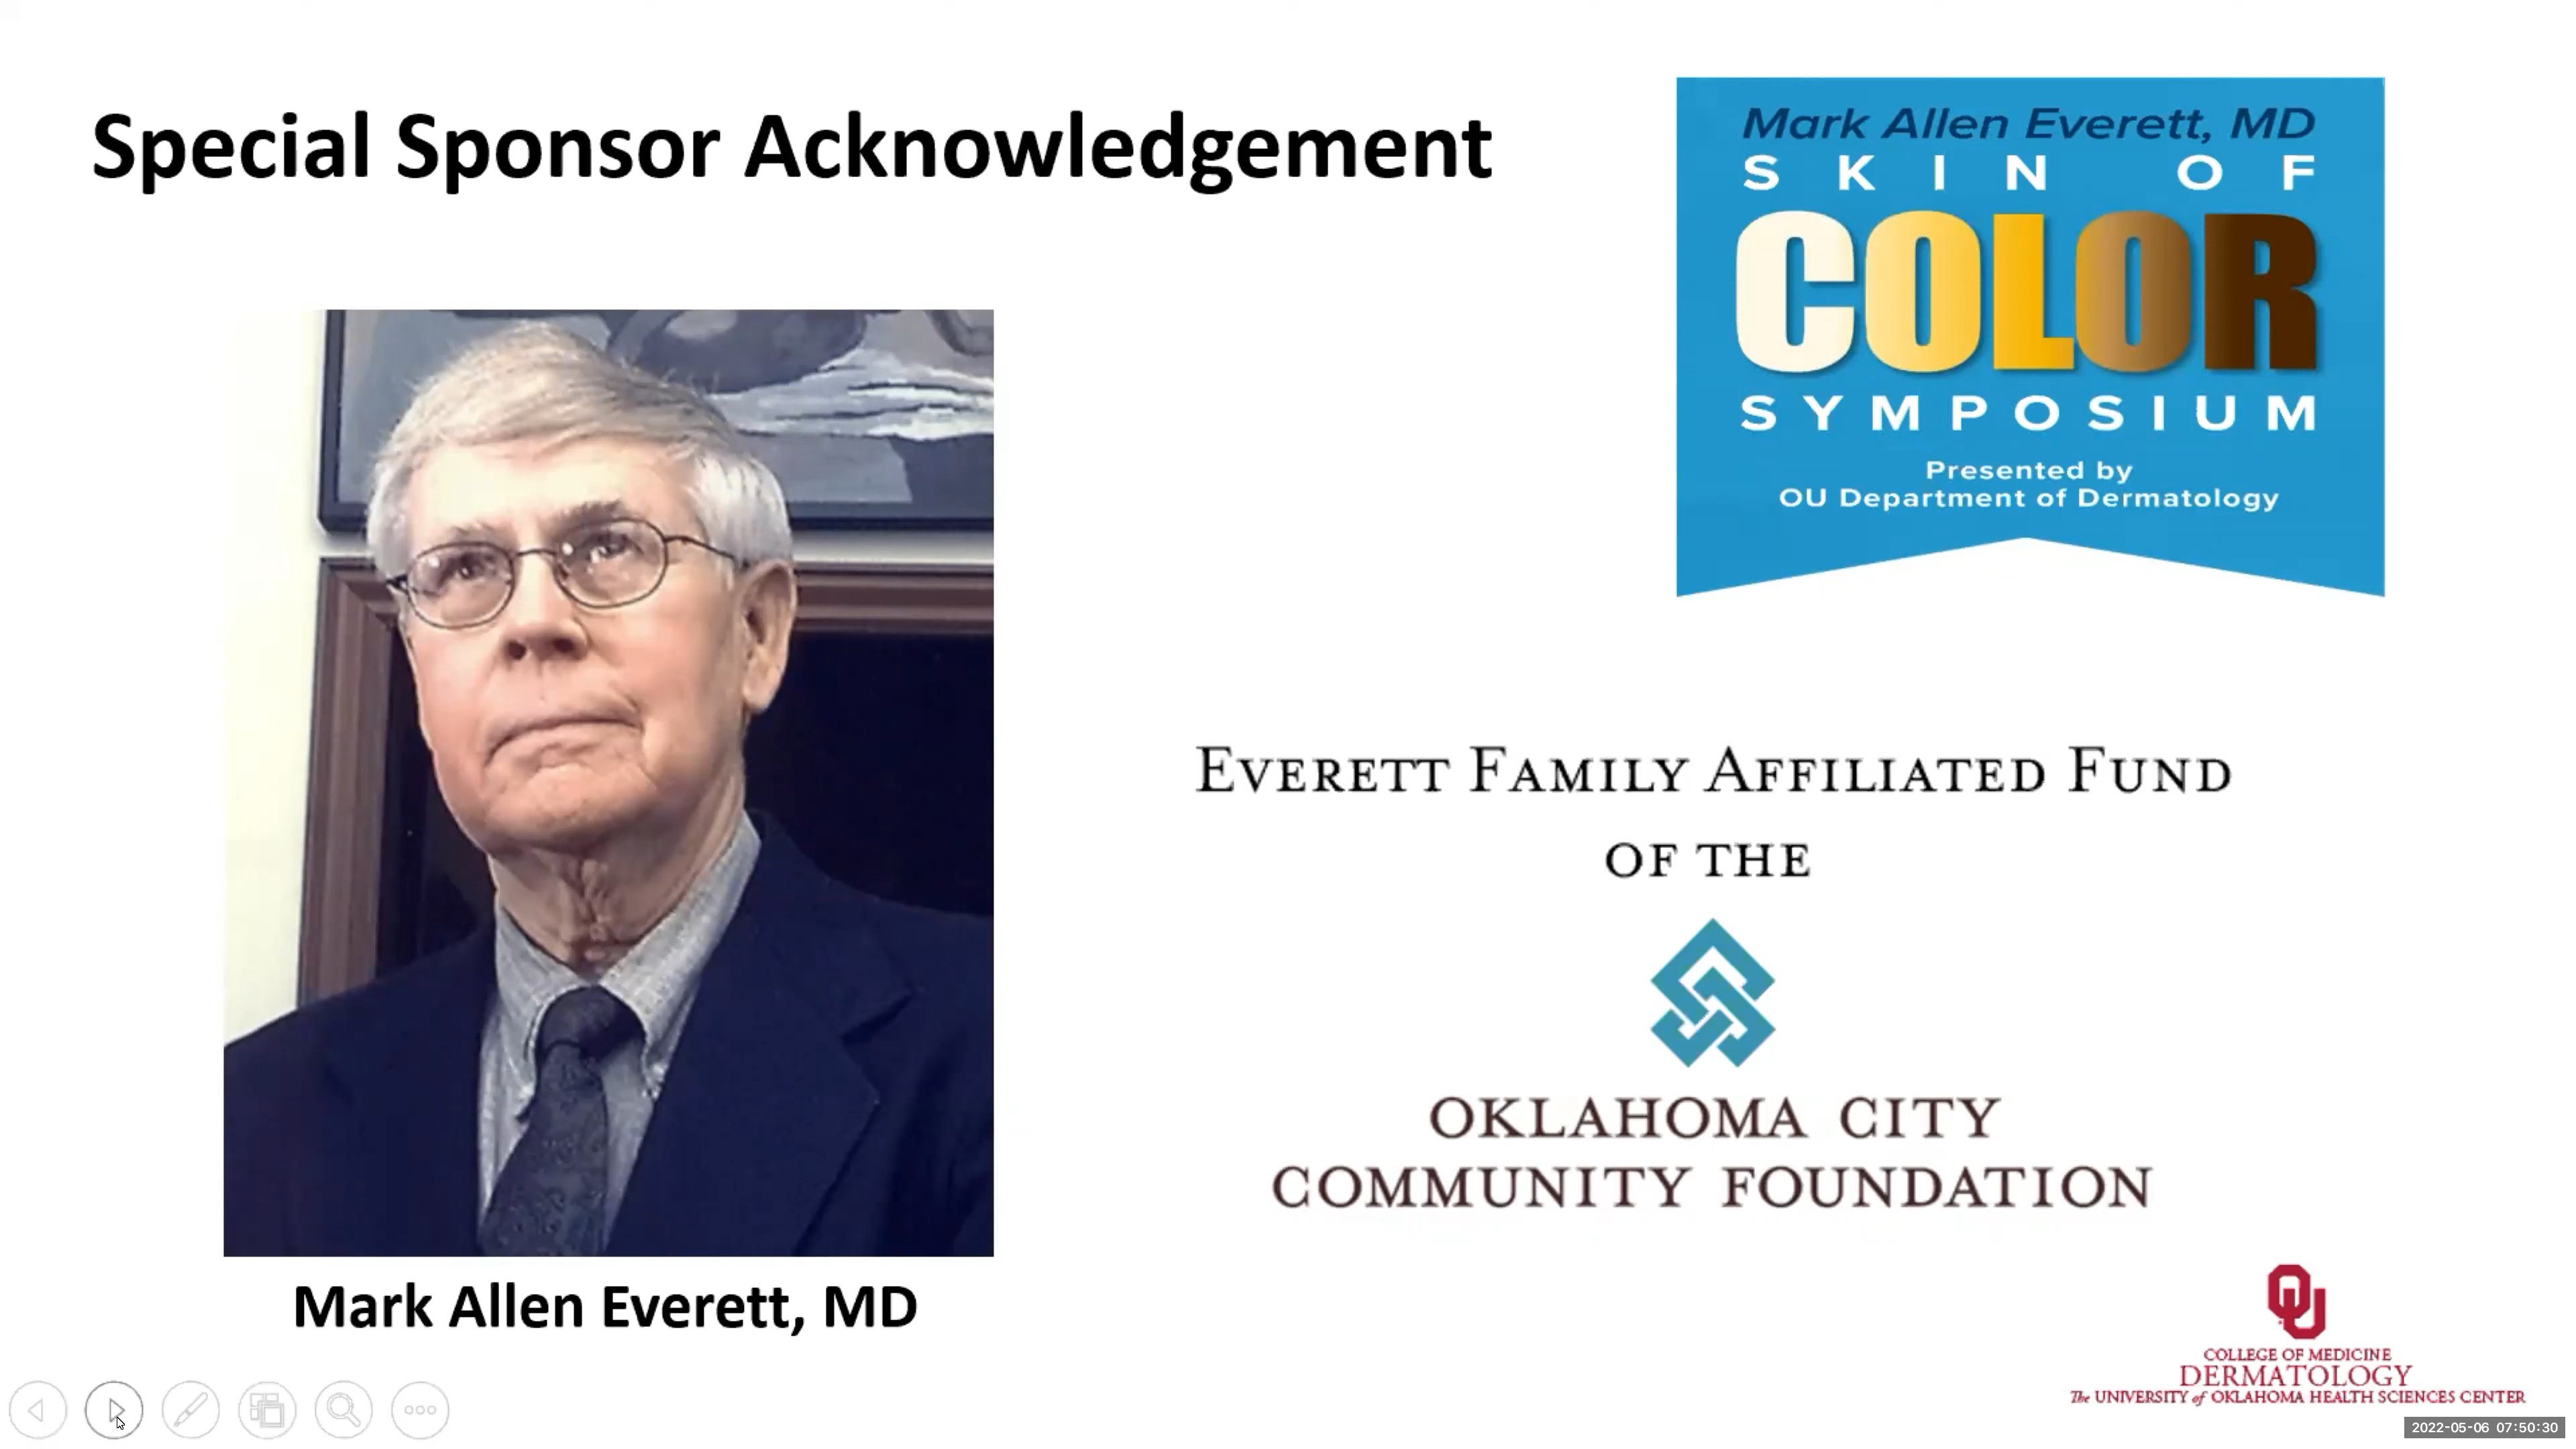 Special Sponsor Acknowledgement
Mark Allen Everett, MD
SKIN OF
COLOR
SYMPOSIUM
Presented by
OU Department of Dermatology
EVERETT FAMILY AFFILIATED FUND
OF THE
OKLAHOMA CITY
COMMUNITY FOUNDATION
Mark Allen Everett, MD
OU
COLLEGE OF MEDICINE
DERMATOLOGY
The UNIVERSITY of OKLAHOMA HEALTH SCIENCES CENTER
2022-05-06 07:50:30